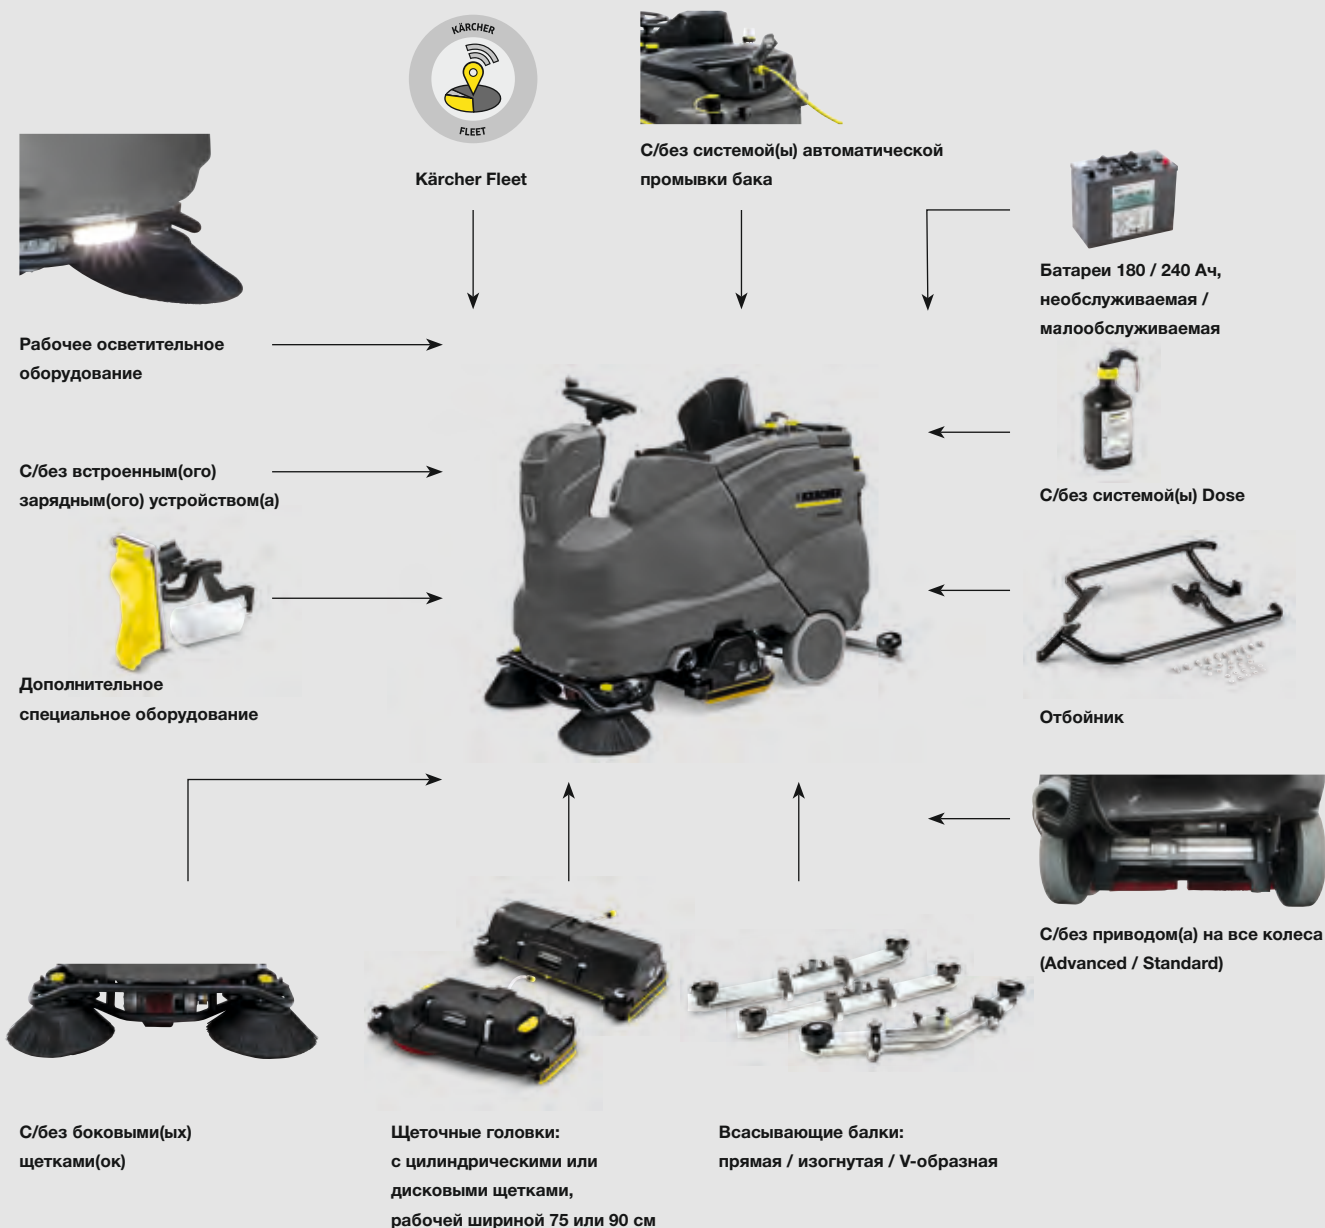 KÄRCHER
FLEET
Kärcher Fleet
С/без системой(ы) автоматической
промывки бака
Батареи 180 / 240 Ач,
необслуживаемая /
малообслуживаемая
Рабочее осветительное
оборудование
С/без системой(ы) Dose
С/без встроенным(ого)
зарядным(ого) устройством(а)
KÄRCHER
Дополнительное
специальное оборудование
Отбойник
С/без приводом(а) на все колеса
(Advanced / Standard)
С/без боковыми(ых)
щетками(ок)
Щеточные головки:
с цилиндрическими или
дисковыми щетками,
рабочей шириной 75 или 90 см
Всасывающие балки:
прямая / изогнутая / V-образная